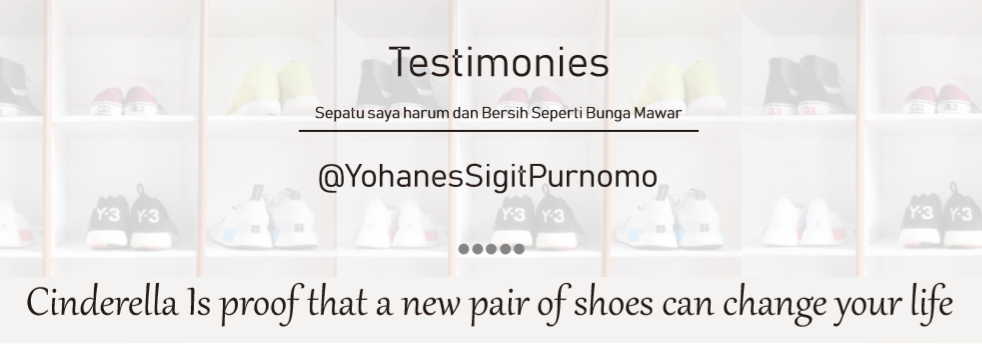 Testimonies
Sepatu saya harum dan Bersih Seperti Bunga Mawar
@YohanesSigitPurnomo
Y-3 Y-3 Y-3 Y-3 Y-3 Y-3
Cinderella Is proof that a new pair of shoes can change your life